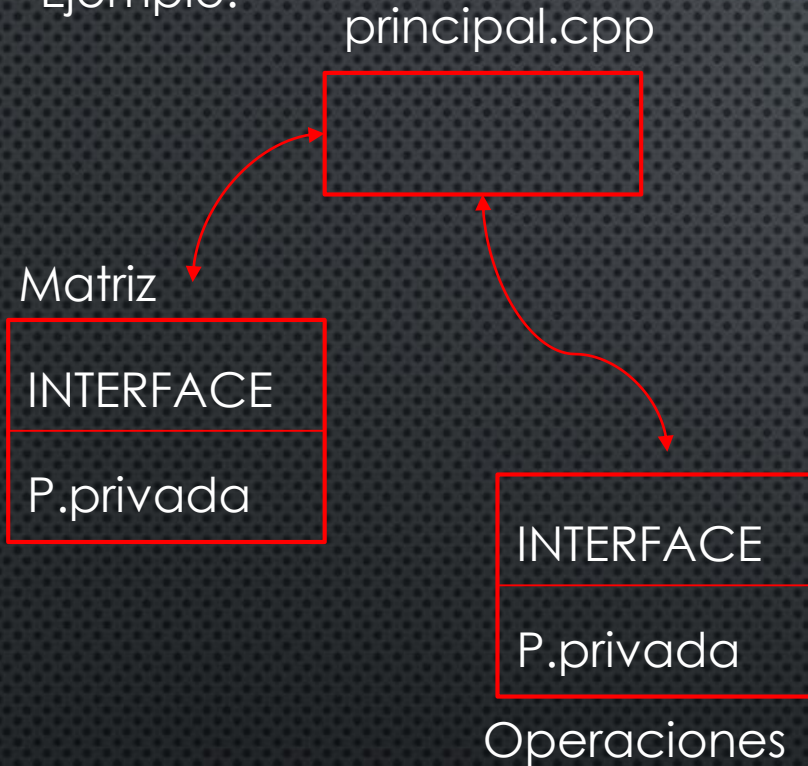 Ejemplo:
principal.cpp
Matriz
INTERFACE
P.privada
INTERFACE
P.privada
Operaciones